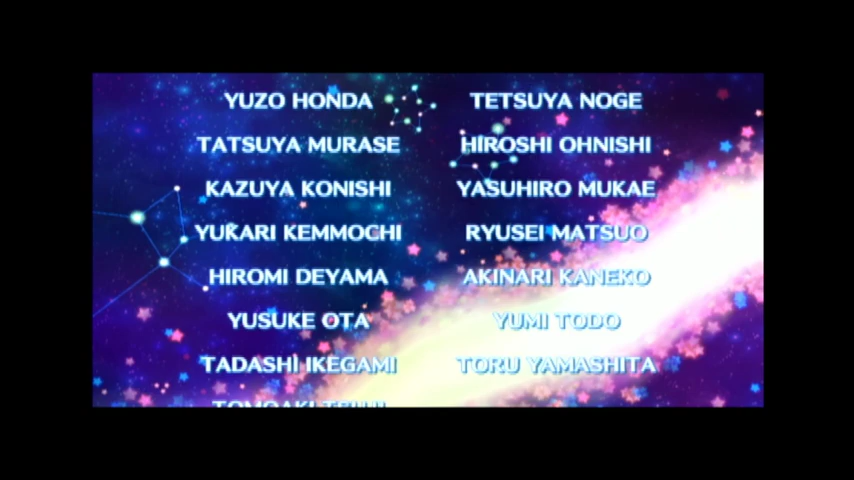 YUZO HONDA TETSUYA NOGE
TATSUYA MURASE HIROSHI OHNISHI
KAZUYA KONISHI YASUHIRO MUKAE
YUKARI KEMMOCHI RYUSEI MATSUO
HIROMI DEYAMA AKINARI KANEKO
YUSUKE OTA YUMI TODO
TADASHI IKEGAMI TORU YAMASHITA
TOMOAKI